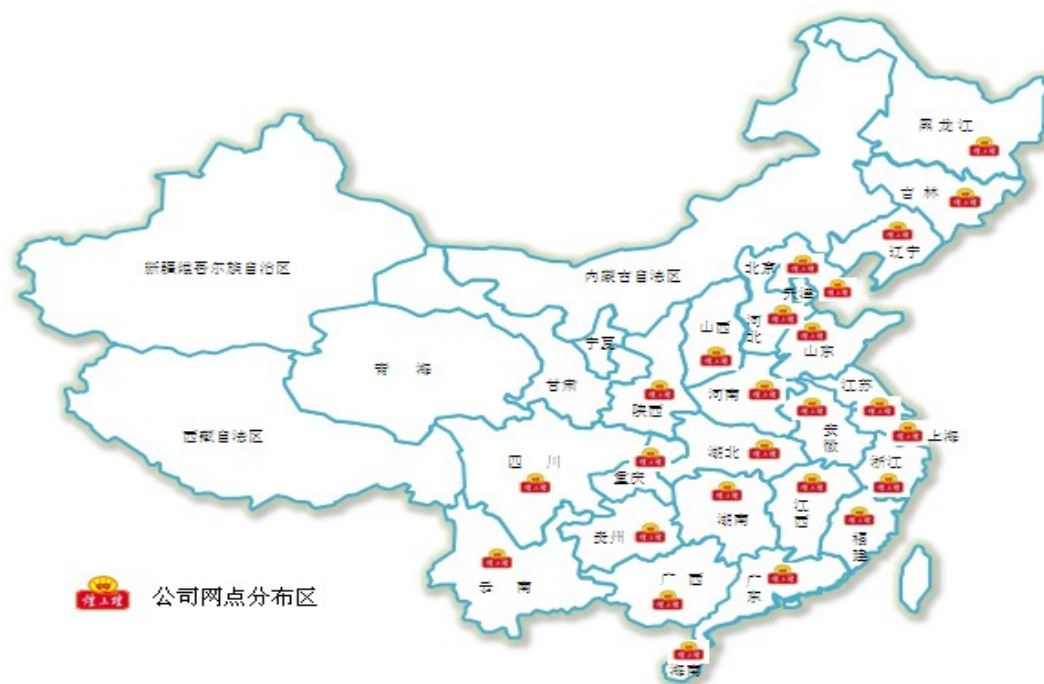 黑龙江
吉林
辽宁
新疆维吾尔族自治区
内蒙古自治区
北京
天津
河北
山西
山东
宁夏
青海
甘肃
陕西
河南
江苏
西藏自治区
安徽
上海
四川
重庆
湖北
浙江
湖南
江西
贵州
福建
云南
广西
广东
海南
煌上煌
公司网点分布区